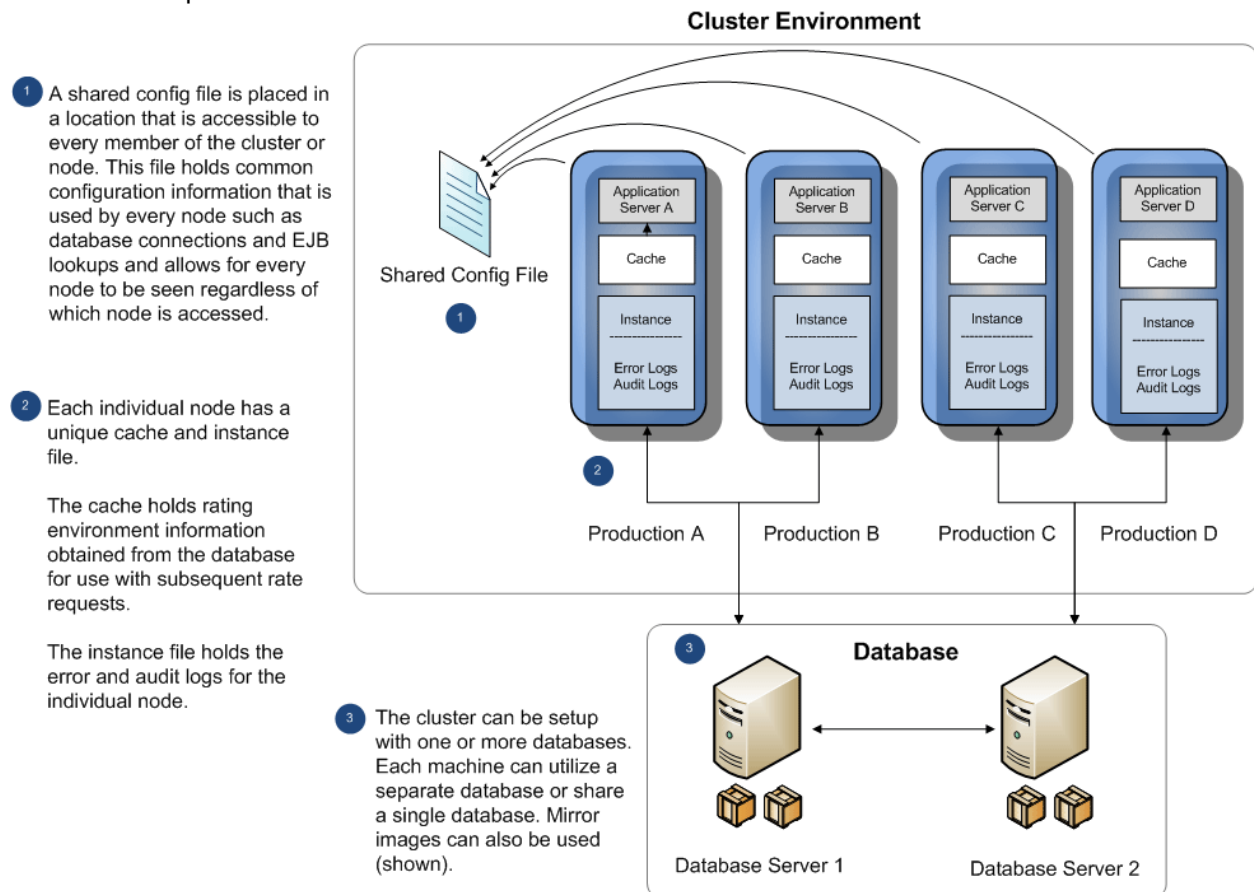 Cluster Environment
1
A shared config file is placed in
a location that is accessible to
every member of the cluster or
node. This file holds common
configuration information that is
used by every node such as
database connections and EJB
lookups and allows for every
node to be seen regardless of
which node is accessed.
2
Each individual node has a
unique cache and instance
file.
The cache holds rating
environment information
obtained from the database
for use with subsequent rate
requests.
The instance file holds the
error and audit logs for the
individual node.
Shared Config File
1
Application
Server A
Cache
Instance
-----------------
Error Logs
Audit Logs
Application
Server B
Cache
Instance
-----------------
Error Logs
Audit Logs
Application
Server C
Cache
Instance
-----------------
Error Logs
Audit Logs
Application
Server D
Cache
Instance
-----------------
Error Logs
Audit Logs
2
Production A
Production B
Production C
Production D
3
The cluster can be setup
with one or more databases.
Each machine can utilize a
separate database or share
a single database. Mirror
images can also be used
(shown).
3
Database
Database Server 1
Database Server 2